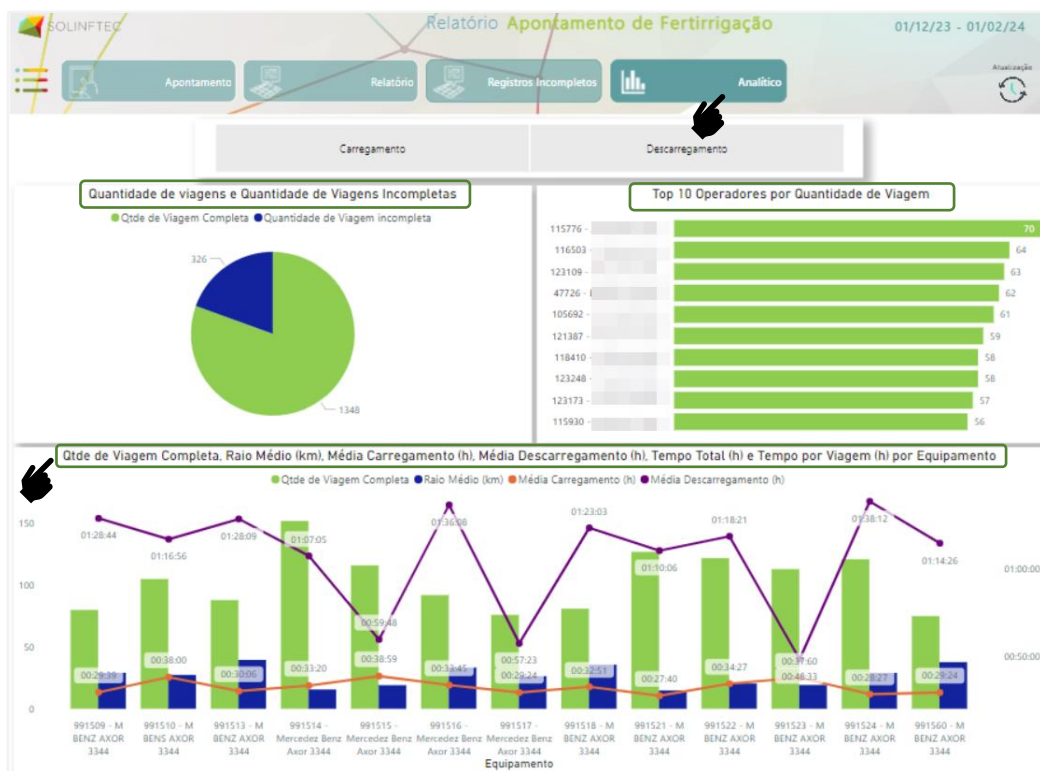 SOLINFTEC
Relatório Apontamento de Fertirrigação
01/12/23 - 01/02/24
Apontamento
Relatório
Registros Incompletos
Analítico
Atualização
Carregamento
Descarregamento
Quantidade de viagens e Quantidade de Viagens Incompletas
Qtde de Viagem Completa
Quantidade de Viagem incompleta
326
1348
Top 10 Operadores por Quantidade de Viagem
115776 -
70
116503 -
64
123109 -
63
47726 -
62
105692 -
61
121387 -
59
118410 -
58
123248 -
58
123173 -
57
115930 -
56
Qtde de Viagem Completa, Raio Médio (km), Média Carregamento (h), Média Descarregamento (h), Tempo Total (h) e Tempo por Viagem (h) por Equipamento
Qtde de Viagem Completa
Raio Médio (km)
Média Carregamento (h)
Média Descarregamento (h)
150
100
50
0
01:28:44
01:16:56
01:28:09
01:07:05
00:59:48
01:36:08
00:57:23
01:23:03
01:10:06
01:18:21
01:38:12
01:14:26
00:29:39
00:38:00
00:30:06
00:33:20
00:38:59
00:33:45
00:29:24
00:32:51
00:27:40
00:34:27
00:28:27
00:29:24
01:00:00
00:50:00
991509 - M
BENZ AXOR
3344
991510 - M
BENS AXOR
3344
991513 - M
BENZ AXOR
3344
991514 -
Mercedez Benz
Axor 3344
991515 -
Mercedez Benz
Axor 3344
991516 -
Mercedez Benz
Axor 3344
991517 -
Mercedez Benz
Axor 3344
991518 - M
BENZ AXOR
3344
991521 - M
BENZ AXOR
3344
991522 - M
BENZ AXOR
3344
991523 - M
BENZ AXOR
3344
991524 - M
BENZ AXOR
3344
991560 - M
BENZ AXOR
3344
Equipamento